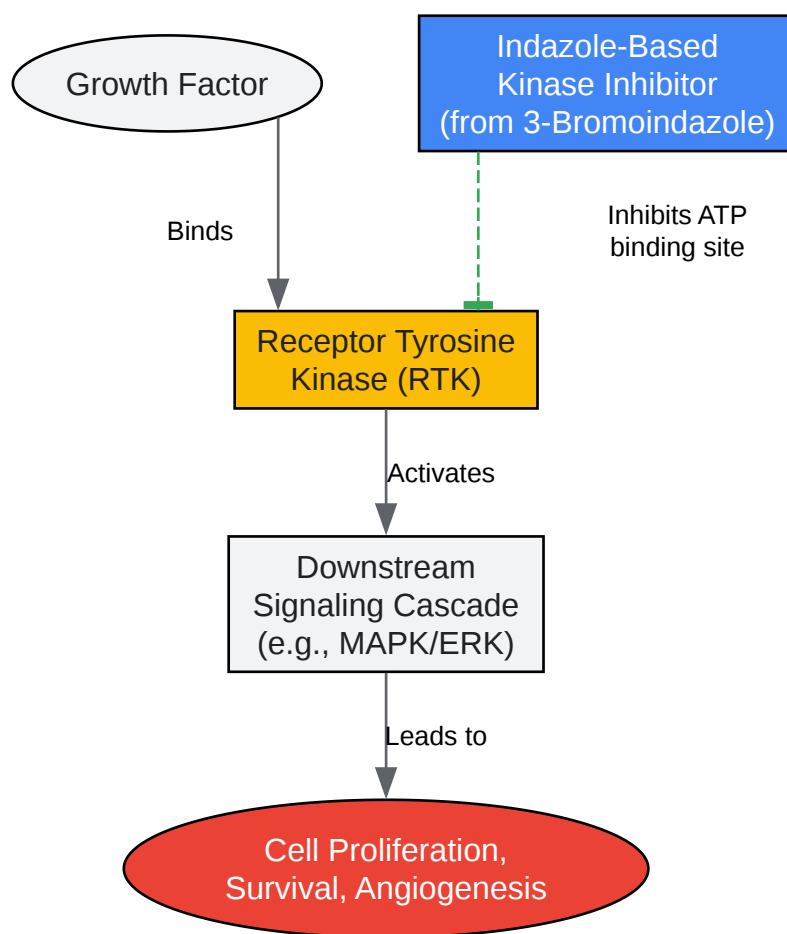 Growth Factor
Indazole-Based
Kinase Inhibitor
(from 3-Bromoindazole)
Binds
Inhibits ATP
binding site
Receptor Tyrosine
Kinase (RTK)
Activates
Downstream
Signaling Cascade
(e.g., MAPK/ERK)
Leads to
Cell Proliferation,
Survival, Angiogenesis